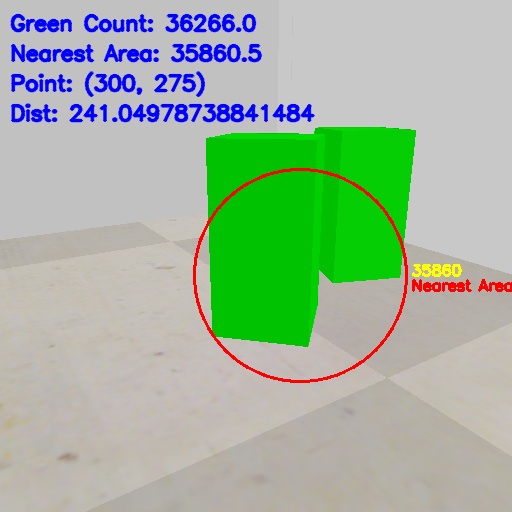 Green Count: 36266.0
Nearest Area: 35860.5
Point: (300, 275)
Dist: 241.04978738841484
35860
Nearest Area